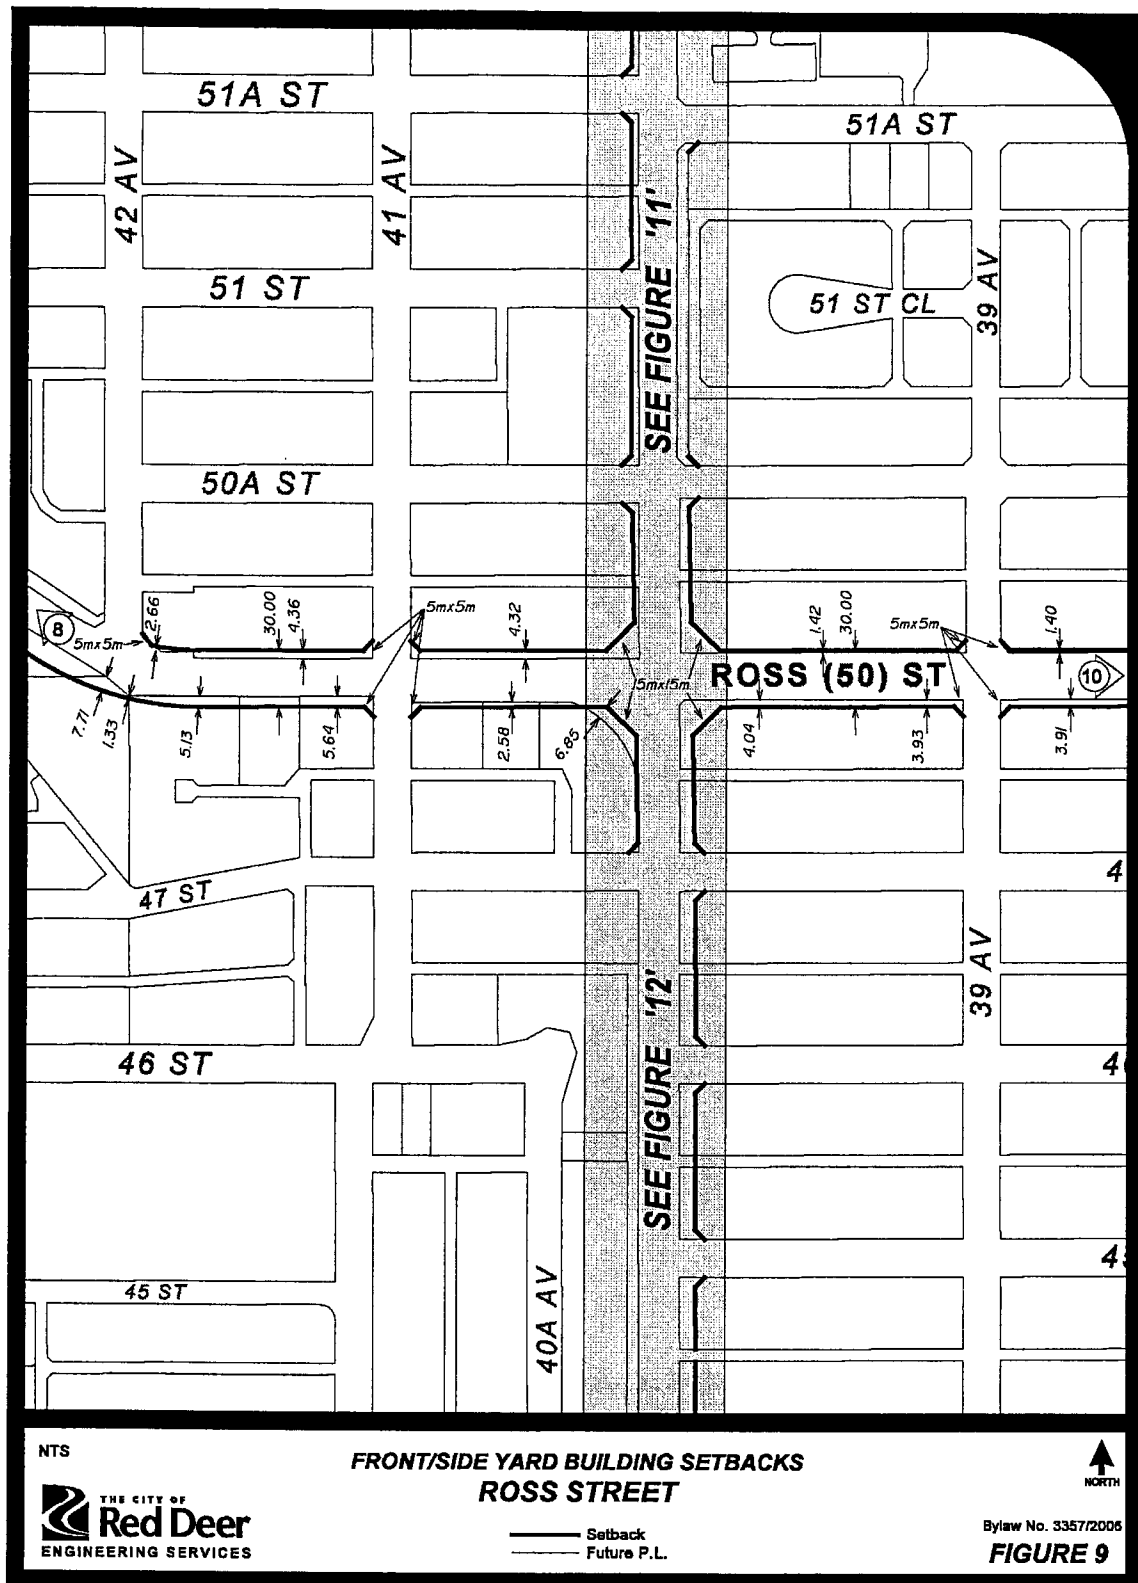 51A ST
51A ST
42 AV
41 AV
SEE FIGURE '11'
39 AV
51 ST
51 ST CL
50A ST
8
5mx5m
2.66
30.00
4.36
5mx5m
4.32
1.42
30.00
5mx5m
1.40
ROSS (50) ST
10
5mx15m
7.71
1.33
5.13
5.64
2.58
6.85
4.04
3.93
3.91
47 ST
4
39 AV
46 ST
SEE FIGURE '12'
4
45 ST
40A AV
4
NTS
FRONT/SIDE YARD BUILDING SETBACKS
ROSS STREET
NORTH
THE CITY OF
Red Deer
ENGINEERING SERVICES
Setback
Future P.L.
Bylaw No. 3357/2006
FIGURE 9